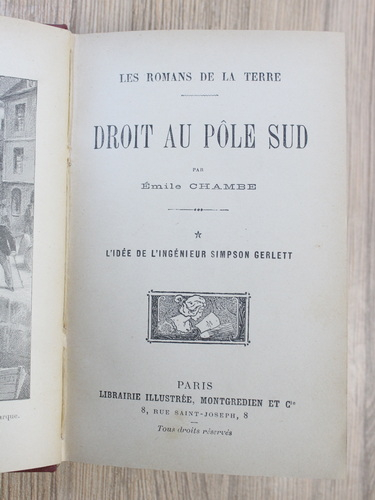 LES ROMANS DE LA TERRE
DROIT AU PÔLE SUD
PAR
Émile CHAMBE
*
L'IDÉE DE L'INGÉNIEUR SIMPSON GERLETT
PARIS
LIBRAIRIE ILLUSTRÉE, MONTGREDIEN ET Cie
8, RUE SAINT-JOSEPH, 8
Tous droits réservés